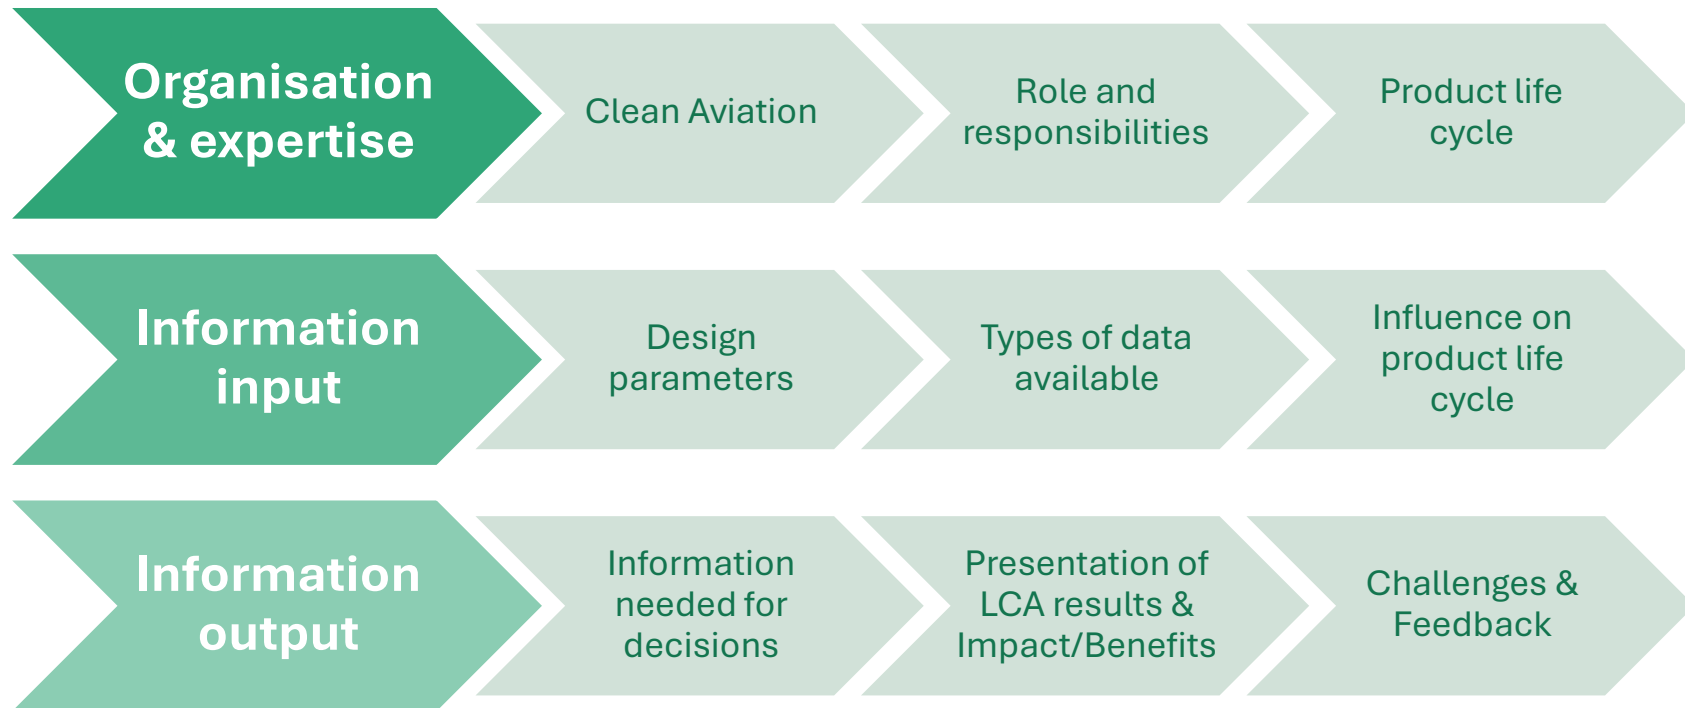 Organisation
& expertise
Clean Aviation
Role and
responsibilities
Product life
cycle
Information
input
Design
parameters
Types of data
available
Influence on
product life
cycle
Information
output
Information
needed for
decisions
Presentation of
LCA results &
Impact/Benefits
Challenges &
Feedback